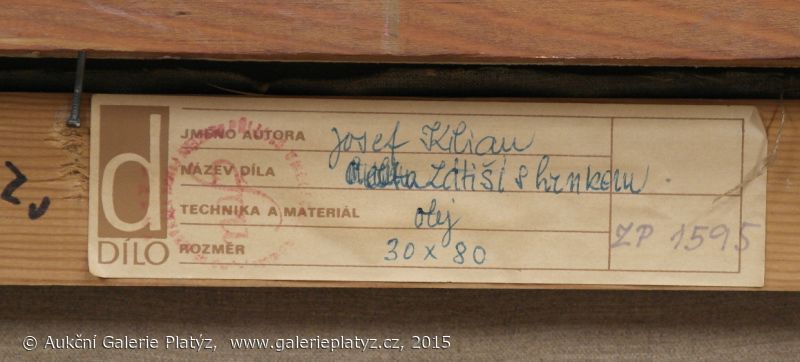 JMÉNO AUTORA Josef Kilian
NÁZEV DÍLA Zátiší s hrnkem
TECHNIKA A MATERIÁL olej
ROZMĚR 30 x 80
ZP 1595
d
DÍLO
© Aukční Galerie Platýz, www.galerieplatyz.cz, 2015